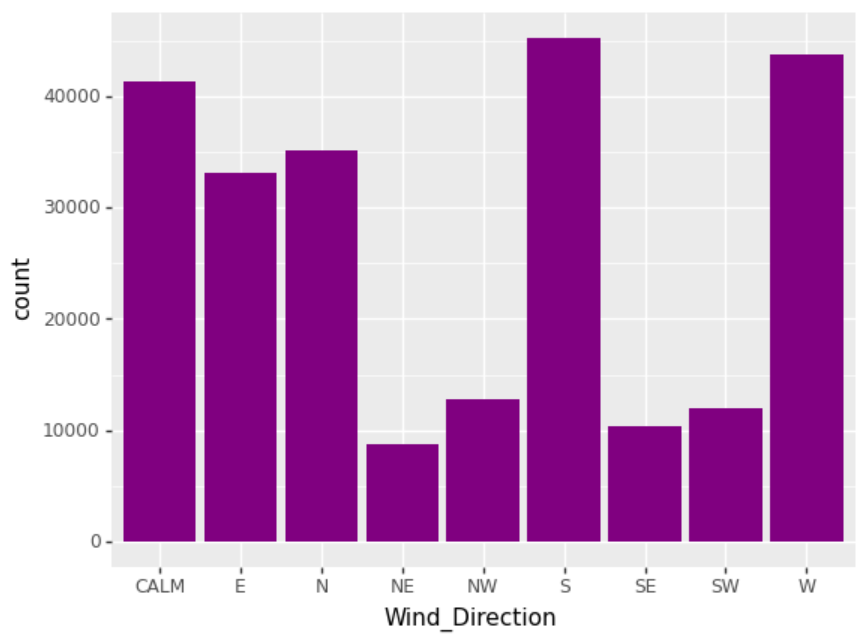 40000
30000
20000
10000
0
count
CALM E N NE NW S SE SW W
Wind_Direction